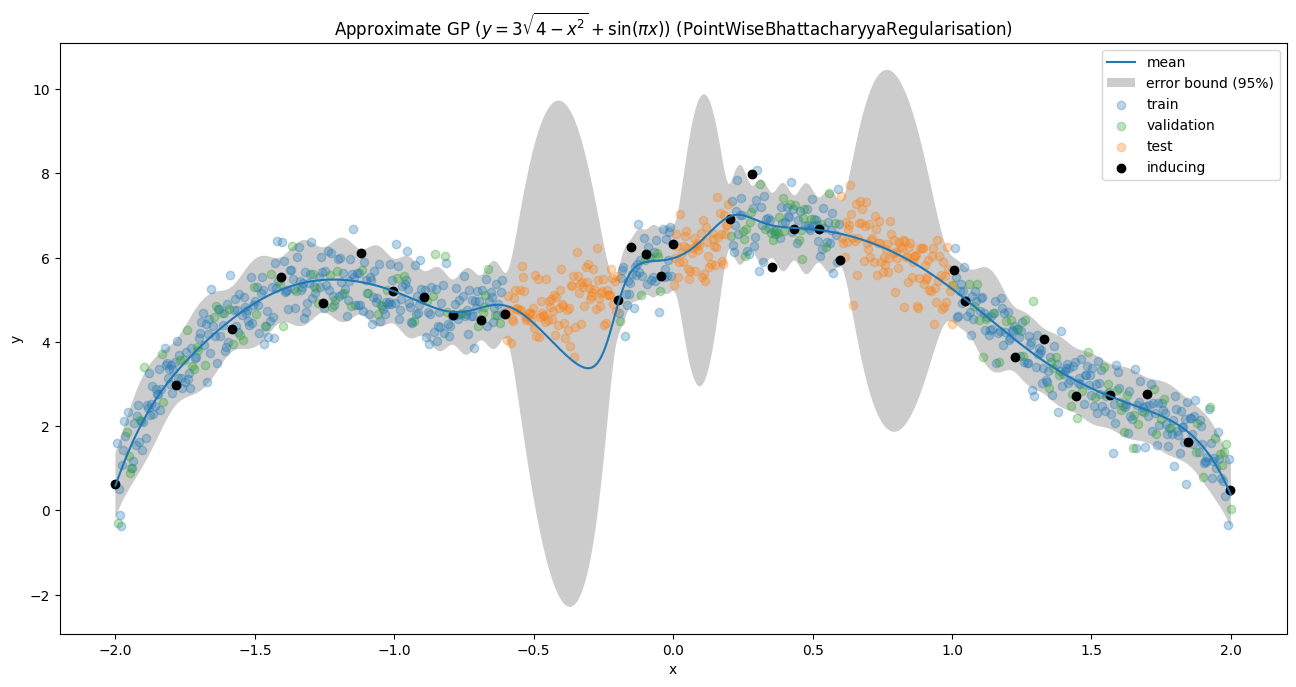 Approximate GP (y = 3√4 − x² + sin(πx)) (PointWiseBhattacharyyaRegularisation)
mean
error bound (95%)
train
validation
test
inducing
10
8
6
4
2
0
−2
y
−2.0 −1.5 −1.0 −0.5 0.0 0.5 1.0 1.5 2.0
x